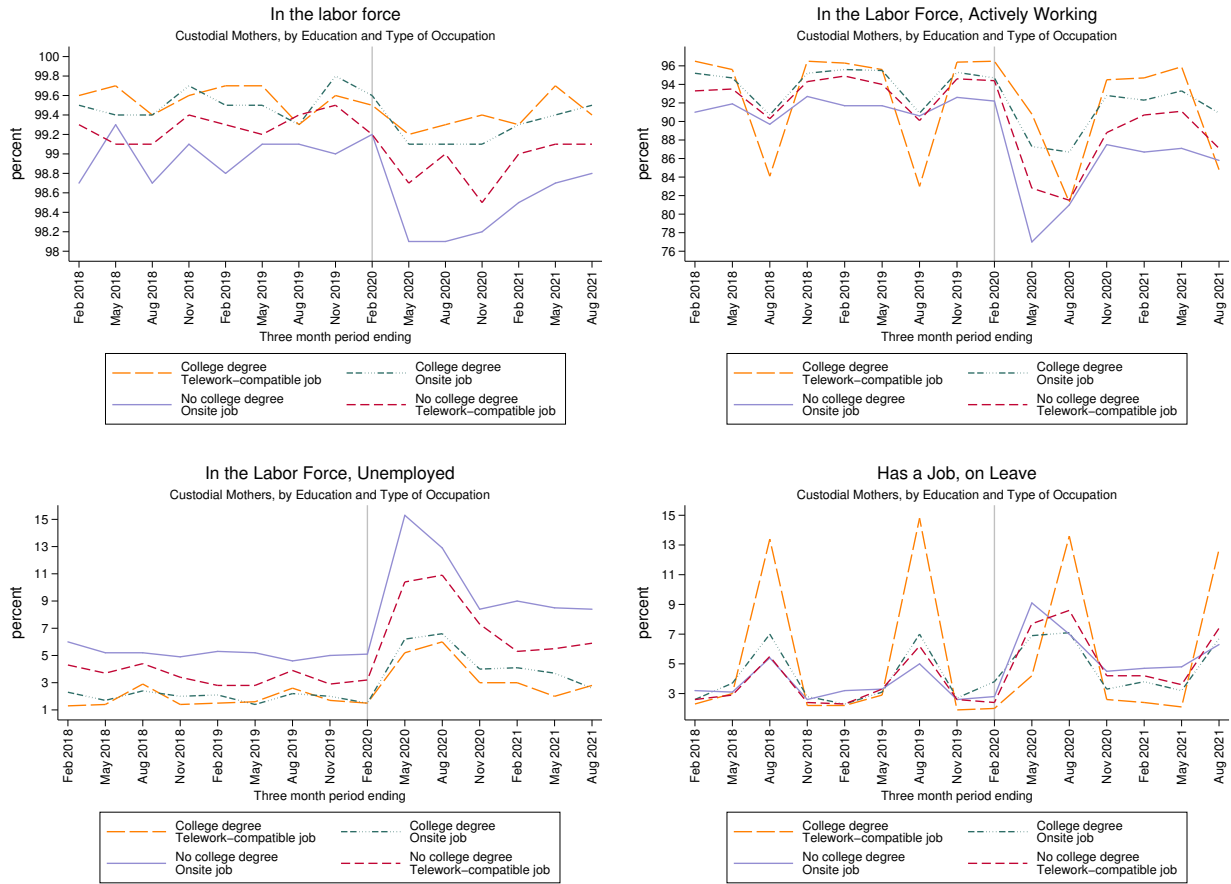 In the labor force
Custodial Mothers, by Education and Type of Occupation
percent
100
99.8
99.6
99.4
99.2
99
98.8
98.6
98.4
98.2
98
Feb 2018
May 2018
Aug 2018
Nov 2018
Feb 2019
May 2019
Aug 2019
Nov 2019
Feb 2020
May 2020
Aug 2020
Nov 2020
Feb 2021
May 2021
Aug 2021
Three month period ending
College degree
Telework−compatible job
College degree
Onsite job
No college degree
Onsite job
No college degree
Telework−compatible job
In the Labor Force, Actively Working
Custodial Mothers, by Education and Type of Occupation
percent
96
94
92
90
88
86
84
82
80
78
76
Feb 2018
May 2018
Aug 2018
Nov 2018
Feb 2019
May 2019
Aug 2019
Nov 2019
Feb 2020
May 2020
Aug 2020
Nov 2020
Feb 2021
May 2021
Aug 2021
Three month period ending
College degree
Telework−compatible job
College degree
Onsite job
No college degree
Onsite job
No college degree
Telework−compatible job
In the Labor Force, Unemployed
Custodial Mothers, by Education and Type of Occupation
percent
15
13
11
9
7
5
3
1
Feb 2018
May 2018
Aug 2018
Nov 2018
Feb 2019
May 2019
Aug 2019
Nov 2019
Feb 2020
May 2020
Aug 2020
Nov 2020
Feb 2021
May 2021
Aug 2021
Three month period ending
College degree
Telework−compatible job
College degree
Onsite job
No college degree
Onsite job
No college degree
Telework−compatible job
Has a Job, on Leave
Custodial Mothers, by Education and Type of Occupation
percent
15
13
11
9
7
5
3
Feb 2018
May 2018
Aug 2018
Nov 2018
Feb 2019
May 2019
Aug 2019
Nov 2019
Feb 2020
May 2020
Aug 2020
Nov 2020
Feb 2021
May 2021
Aug 2021
Three month period ending
College degree
Telework−compatible job
College degree
Onsite job
No college degree
Onsite job
No college degree
Telework−compatible job